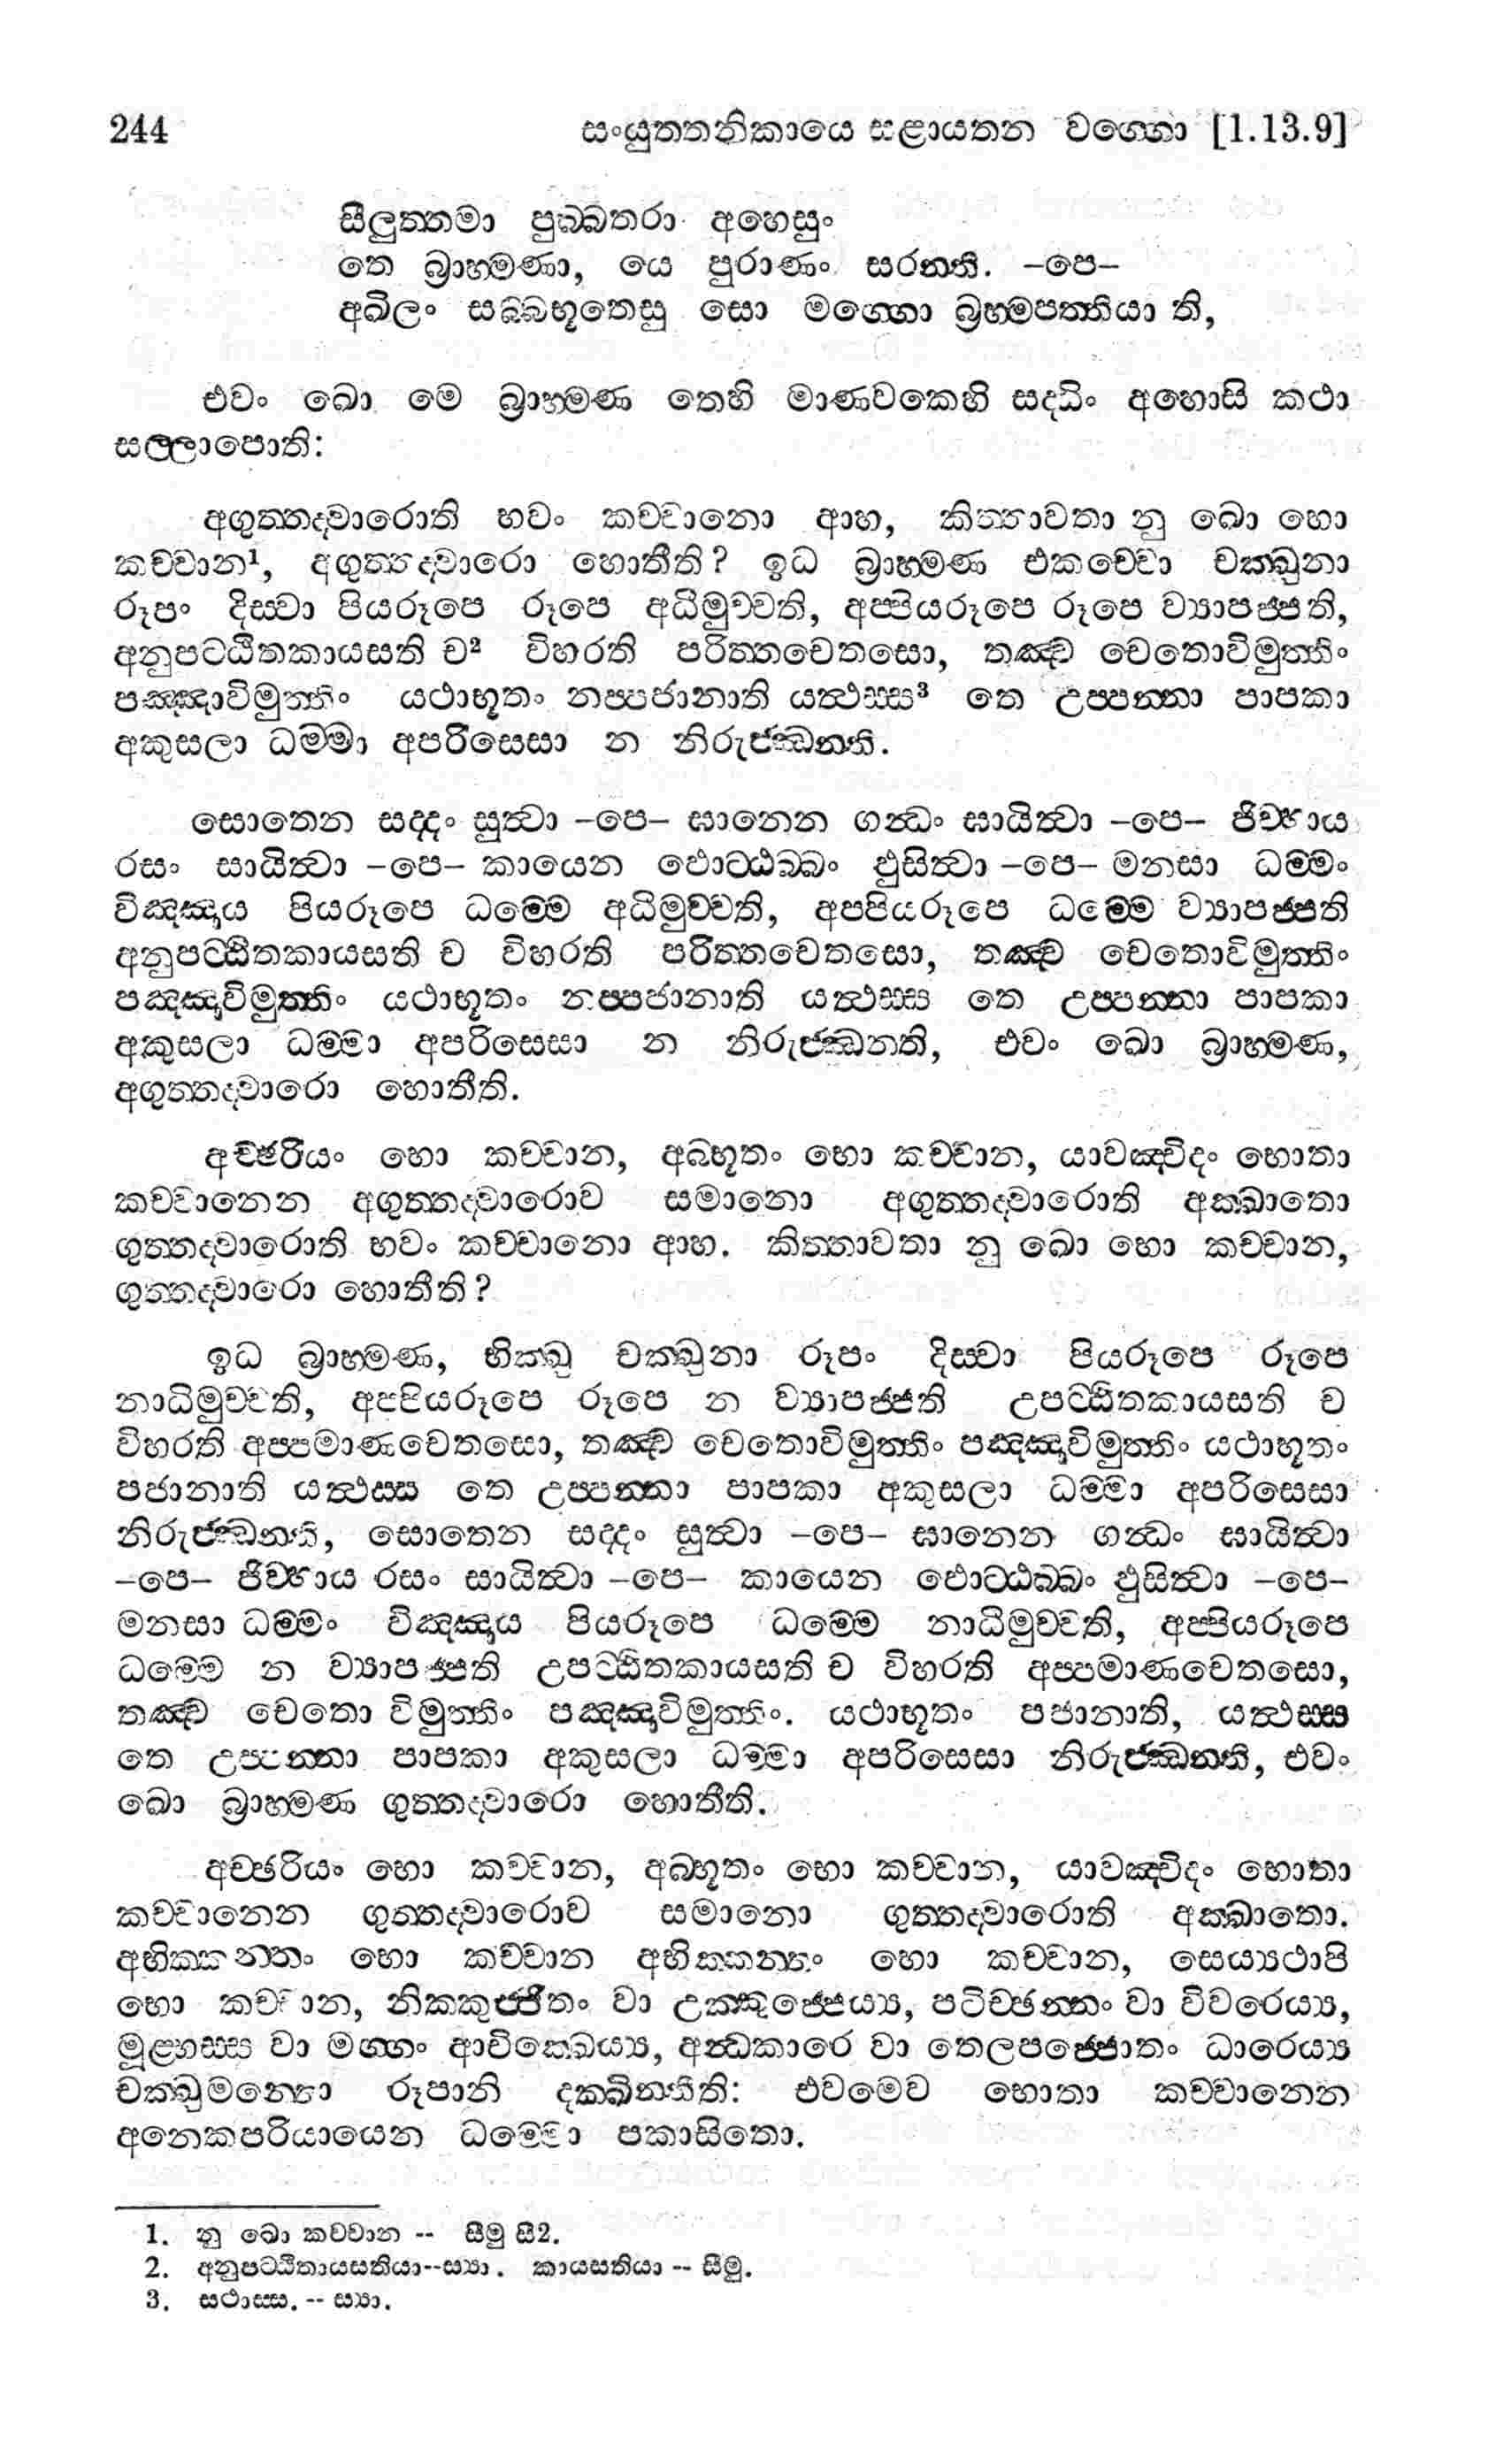 244 සංයුත්තනිකායෙ සළායතන වග්ගො [1.13.9]
සීලුත්තමා පුබ්බතරා අහෙසුං
තෙ බ්‍රාහ්මණා, යෙ පුරාණං සරන්ති. –පෙ–
අඛිලං සබ්බභූතෙසු සො මග්ගො බ්‍රහ්මපත්තියා ති,
එවං ඛො මෙ බ්‍රාහ්මණ තෙහි මාණවකෙහි සද්ධිං අහොසි කථා
සල්ලාපොති:
අගුත්තද්වාරොති භවං කච්චානො ආහ, කිත්තාවතා නු ඛො භො
කච්චාන¹, අගුත්තද්වාරො හොතීති? ඉධ බ්‍රාහ්මණ එකච්චො චක්ඛුනා
රූපං දිස්වා පියරූපෙ රූපෙ අධිමුච්චති, අප්පියරූපෙ රූපෙ ව්‍යාපජ්ජති,
අනුපට්ඨිතකායසති ච² විහරති පරිත්තචෙතසො, තඤ්ච චෙතොවිමුත්තිං
පඤ්ඤාවිමුත්තිං යථාභූතං නප්පජානාති යත්ථස්ස³ තෙ උප්පන්නා පාපකා
අකුසලා ධම්මා අපරිසෙසා න නිරුජ්ඣන්ති.
සොතෙන සද්දං සුත්වා –පෙ– ඝානෙන ගන්ධං ඝායිත්වා –පෙ– ජිව්හාය
රසං සායිත්වා –පෙ– කායෙන ඵොට්ඨබ්බං ඵුසිත්වා –පෙ– මනසා ධම්මං
විඤ්ඤාය පියරූපෙ ධම්මෙ අධිමුච්චති, අප්පියරූපෙ ධම්මෙ ව්‍යාපජ්ජති
අනුපට්ඨිතකායසති ච විහරති පරිත්තචෙතසො, තඤ්ච චෙතොවිමුත්තිං
පඤ්ඤාවිමුත්තිං යථාභූතං නප්පජානාති යත්ථස්ස තෙ උප්පන්නා පාපකා
අකුසලා ධම්මා අපරිසෙසා න නිරුජ්ඣන්ති, එවං ඛො බ්‍රාහ්මණ,
අගුත්තද්වාරො හොතීති.
අච්ඡරියං භො කච්චාන, අබ්භූතං භො කච්චාන, යාවඤ්චිදං භොතා
කච්චානෙන අගුත්තද්වාරොව සමානො අගුත්තද්වාරොති අක්ඛාතො
ගුත්තද්වාරොති භවං කච්චානො ආහ. කිත්තාවතා නු ඛො භො කච්චාන,
ගුත්තද්වාරො හොතීති?
ඉධ බ්‍රාහ්මණ, භික්ඛු චක්ඛුනා රූපං දිස්වා පියරූපෙ රූපෙ
නාධිමුච්චති, අප්පියරූපෙ රූපෙ න ව්‍යාපජ්ජති උපට්ඨිතකායසති ච
විහරති අප්පමාණචෙතසො, තඤ්ච චෙතොවිමුත්තිං පඤ්ඤාවිමුත්තිං යථාභූතං
පජානාති යත්ථස්ස තෙ උප්පන්නා පාපකා අකුසලා ධම්මා අපරිසෙසා
නිරුජ්ඣන්ති, සොතෙන සද්දං සුත්වා –පෙ– ඝානෙන ගන්ධං ඝායිත්වා
–පෙ– ජිව්හාය රසං සායිත්වා –පෙ– කායෙන ඵොට්ඨබ්බං ඵුසිත්වා –පෙ–
මනසා ධම්මං විඤ්ඤාය පියරූපෙ ධම්මෙ නාධිමුච්චති, අප්පියරූපෙ
ධම්මෙ න ව්‍යාපජ්ජති උපට්ඨිතකායසති ච විහරති අප්පමාණචෙතසො,
තඤ්ච චෙතො විමුත්තිං පඤ්ඤාවිමුත්තිං. යථාභූතං පජානාති, යත්ථස්ස
තෙ උප්පන්නා පාපකා අකුසලා ධම්මා අපරිසෙසා නිරුජ්ඣන්ති, එවං
ඛො බ්‍රාහ්මණ ගුත්තද්වාරො හොතීති.
අච්ඡරියං භො කච්චාන, අබ්භූතං භො කච්චාන, යාවඤ්චිදං භොතා
කච්චානෙන ගුත්තද්වාරොව සමානො ගුත්තද්වාරොති අක්ඛාතො.
අභික්කන්තං භො කච්චාන අභික්කන්තං භො කච්චාන, සෙය්‍යථාපි
භො කච්චාන, නික්කුජ්ජිතං වා උක්කුජ්ජෙය්‍ය, පටිච්ඡන්නං වා විවරෙය්‍ය,
මූළ්හස්ස වා මග්ගං ආචික්ඛෙය්‍ය, අන්ධකාරෙ වා තෙලපජ්ජොතං ධාරෙය්‍ය
චක්ඛුමන්තො රූපානි දක්ඛින්තීති: එවමෙව භොතා කච්චානෙන
අනෙකපරියායෙන ධම්මො පකාසිතො.
1. නු ඛො කච්චාන -- සීමු සී2.
2. අනුපට්ඨිතායසතියා--ස්‍යා. කායසතියා -- සීමු.
3. සථාස්ස. -- ස්‍යා.